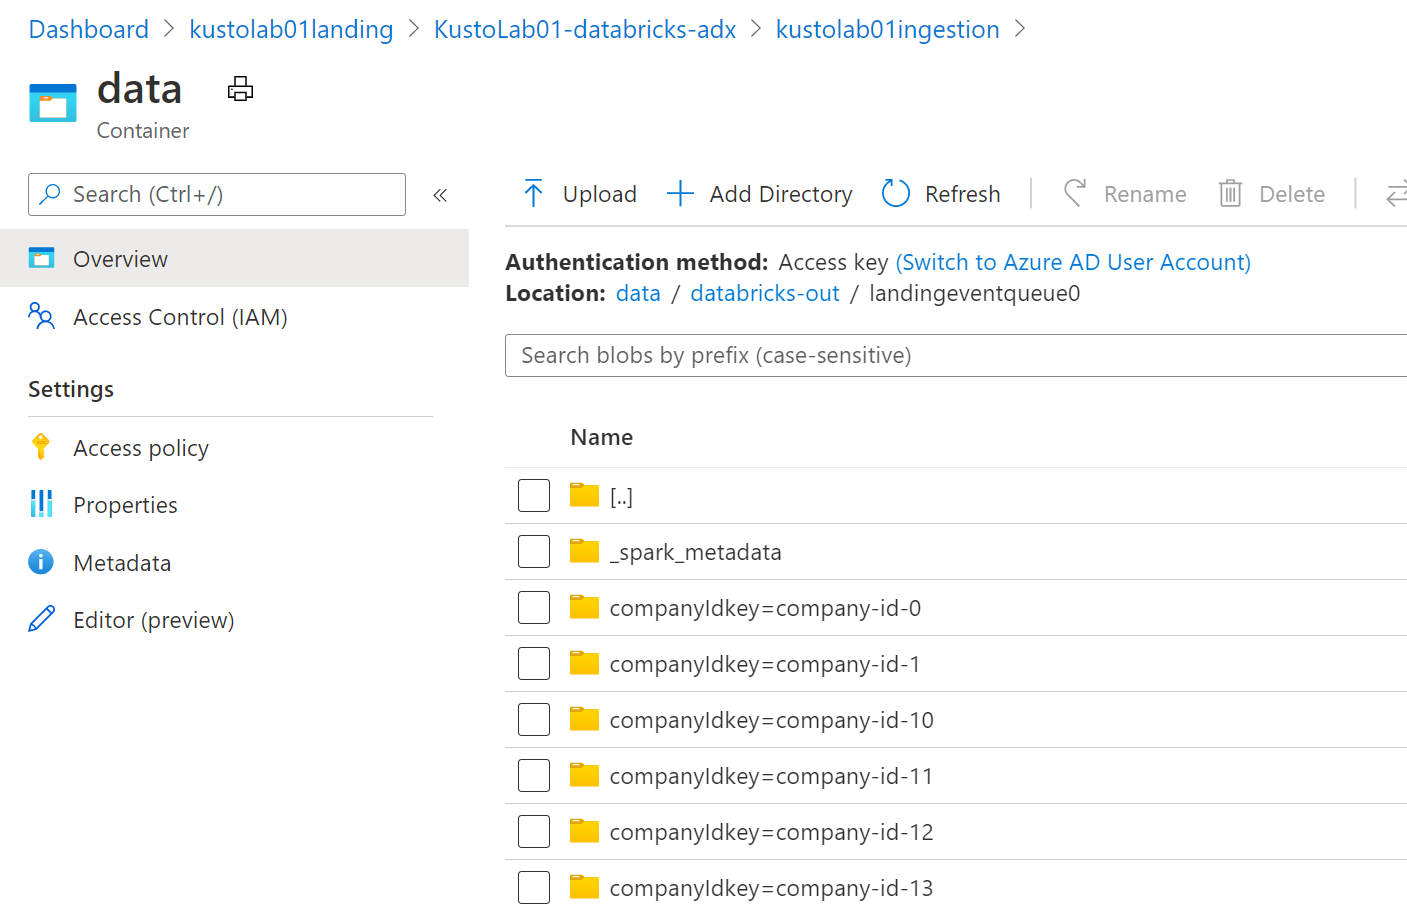 Dashboard > kustolab01landing > KustoLab01-databricks-adx > kustolab01ingestion >
data
Container
Search (Ctrl+/)
«
Overview
Access Control (IAM)
Settings
Access policy
Properties
Metadata
Editor (preview)
Upload Add Directory Refresh Rename Delete
Authentication method: Access key (Switch to Azure AD User Account)
Location: data / databricks-out / landingeventqueue0
Search blobs by prefix (case-sensitive)
Name
[..]
_spark_metadata
companyIdkey=company-id-0
companyIdkey=company-id-1
companyIdkey=company-id-10
companyIdkey=company-id-11
companyIdkey=company-id-12
companyIdkey=company-id-13